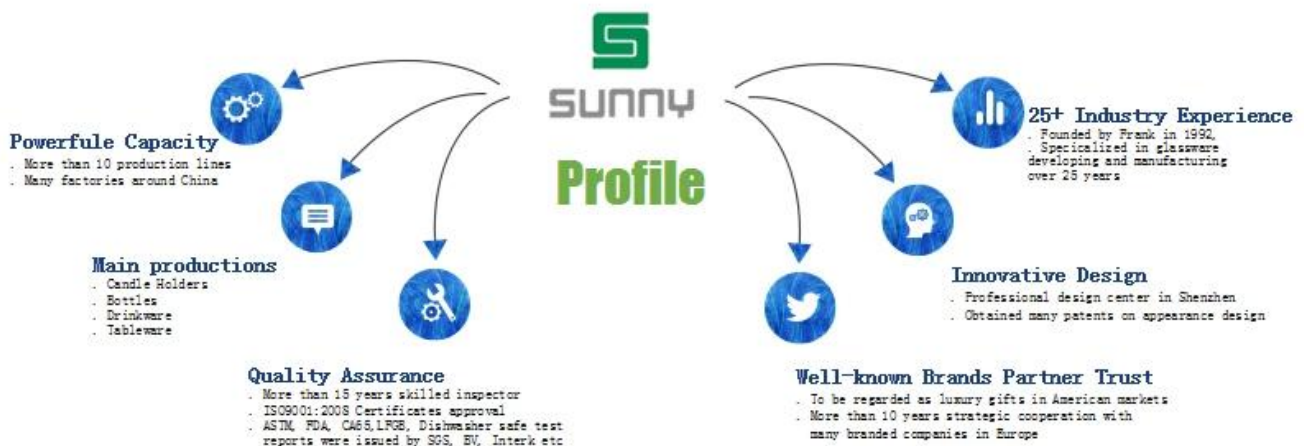 SUNNY
Profile
Powerfule Capacity
. More than 10 production lines
. Many factories around China
Main productions
. Candle Holders
. Bottles
. Drinkware
. Tableware
Quality Assurance
. More than 15 years skilled inspector
. ISO9001:2008 Certificates approval
. ASTM, FDA, CA65,LFGB, Dishwasher safe test
reports were issued by SGS, BV, Interk etc
25+ Industry Experience
. Founded by Frank in 1992,
. Specicalized in glassware
developing and manufacturing
over 25 years
Innovative Design
. Professional design center in Shenzhen
. Obtained many patents on appearance design
Well-known Brands Partner Trust
. To be regarded as luxury gifts in American markets
. More than 10 years strategic cooperation with
many branded companies in Europe